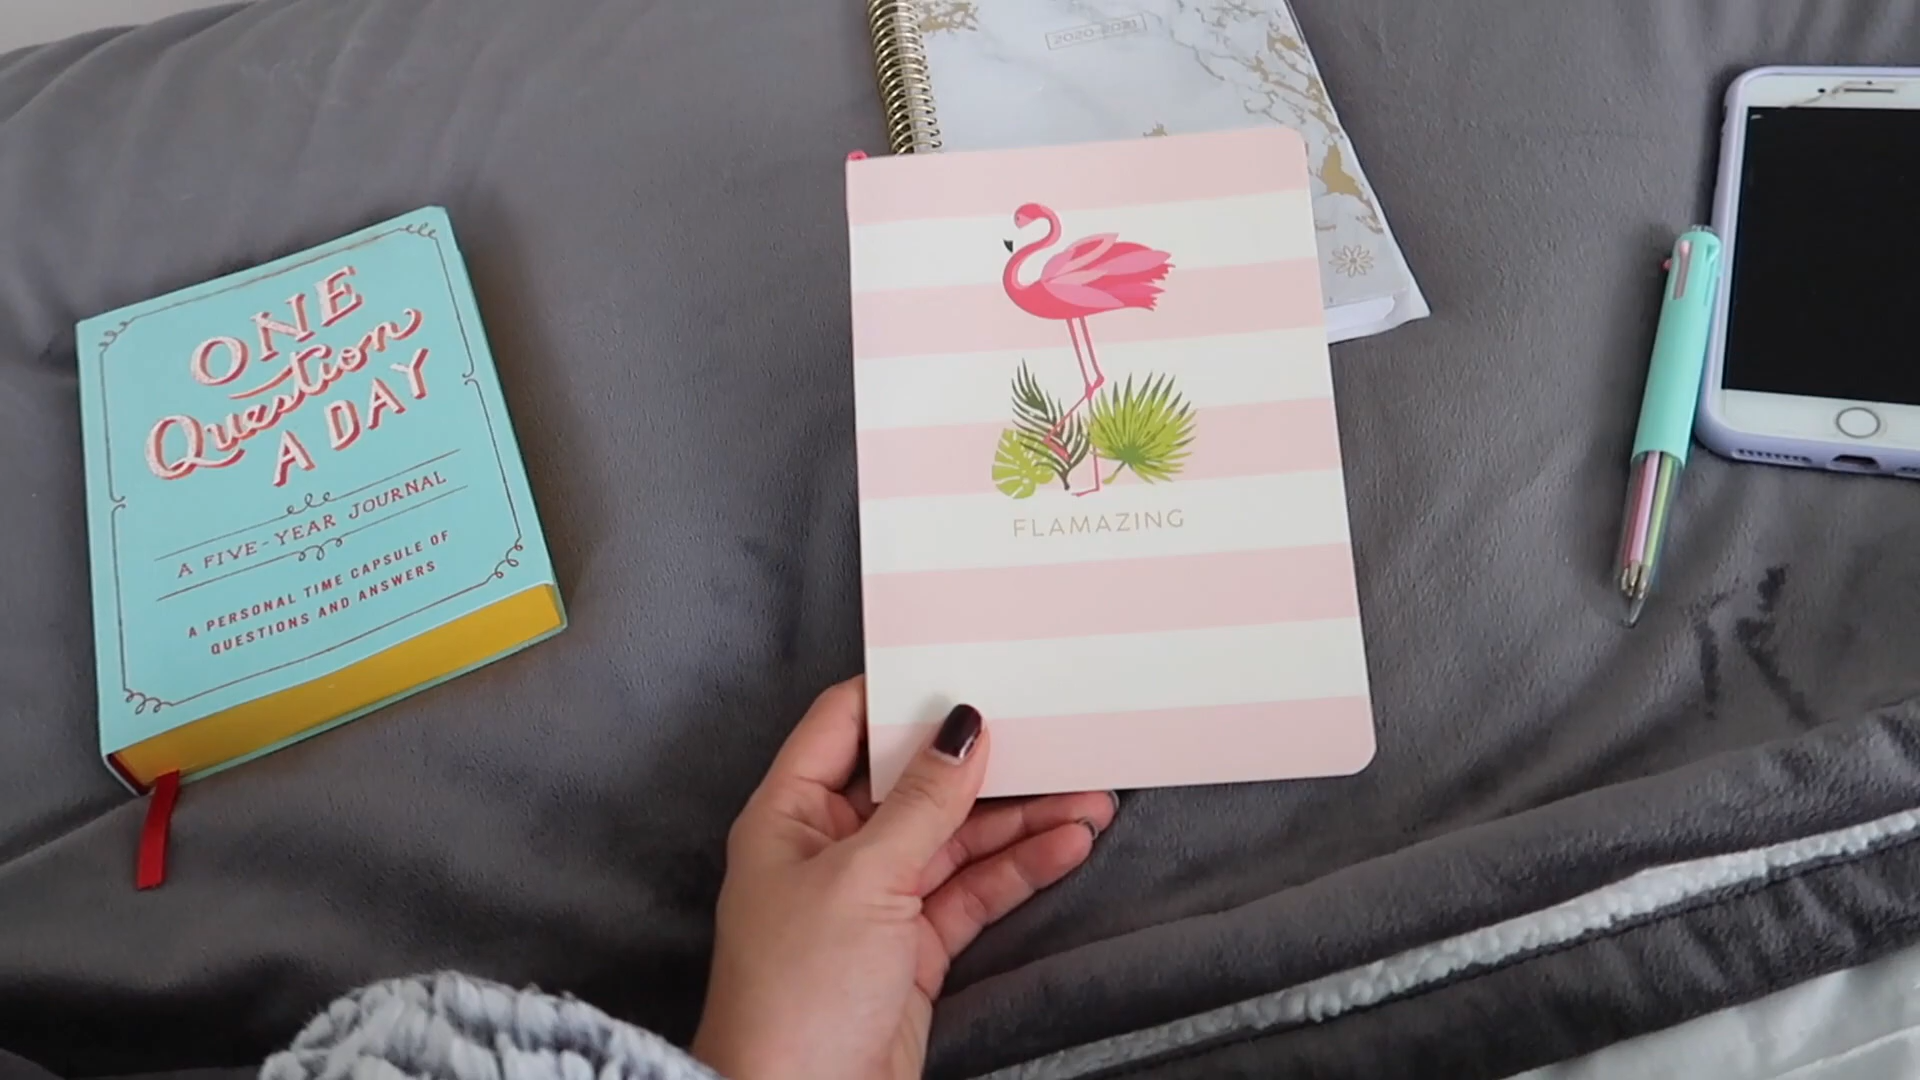 ONE
Question
A DAY
A FIVE-YEAR JOURNAL
A PERSONAL TIME CAPSULE OF
QUESTIONS AND ANSWERS
2020-2021
FLAMAZING